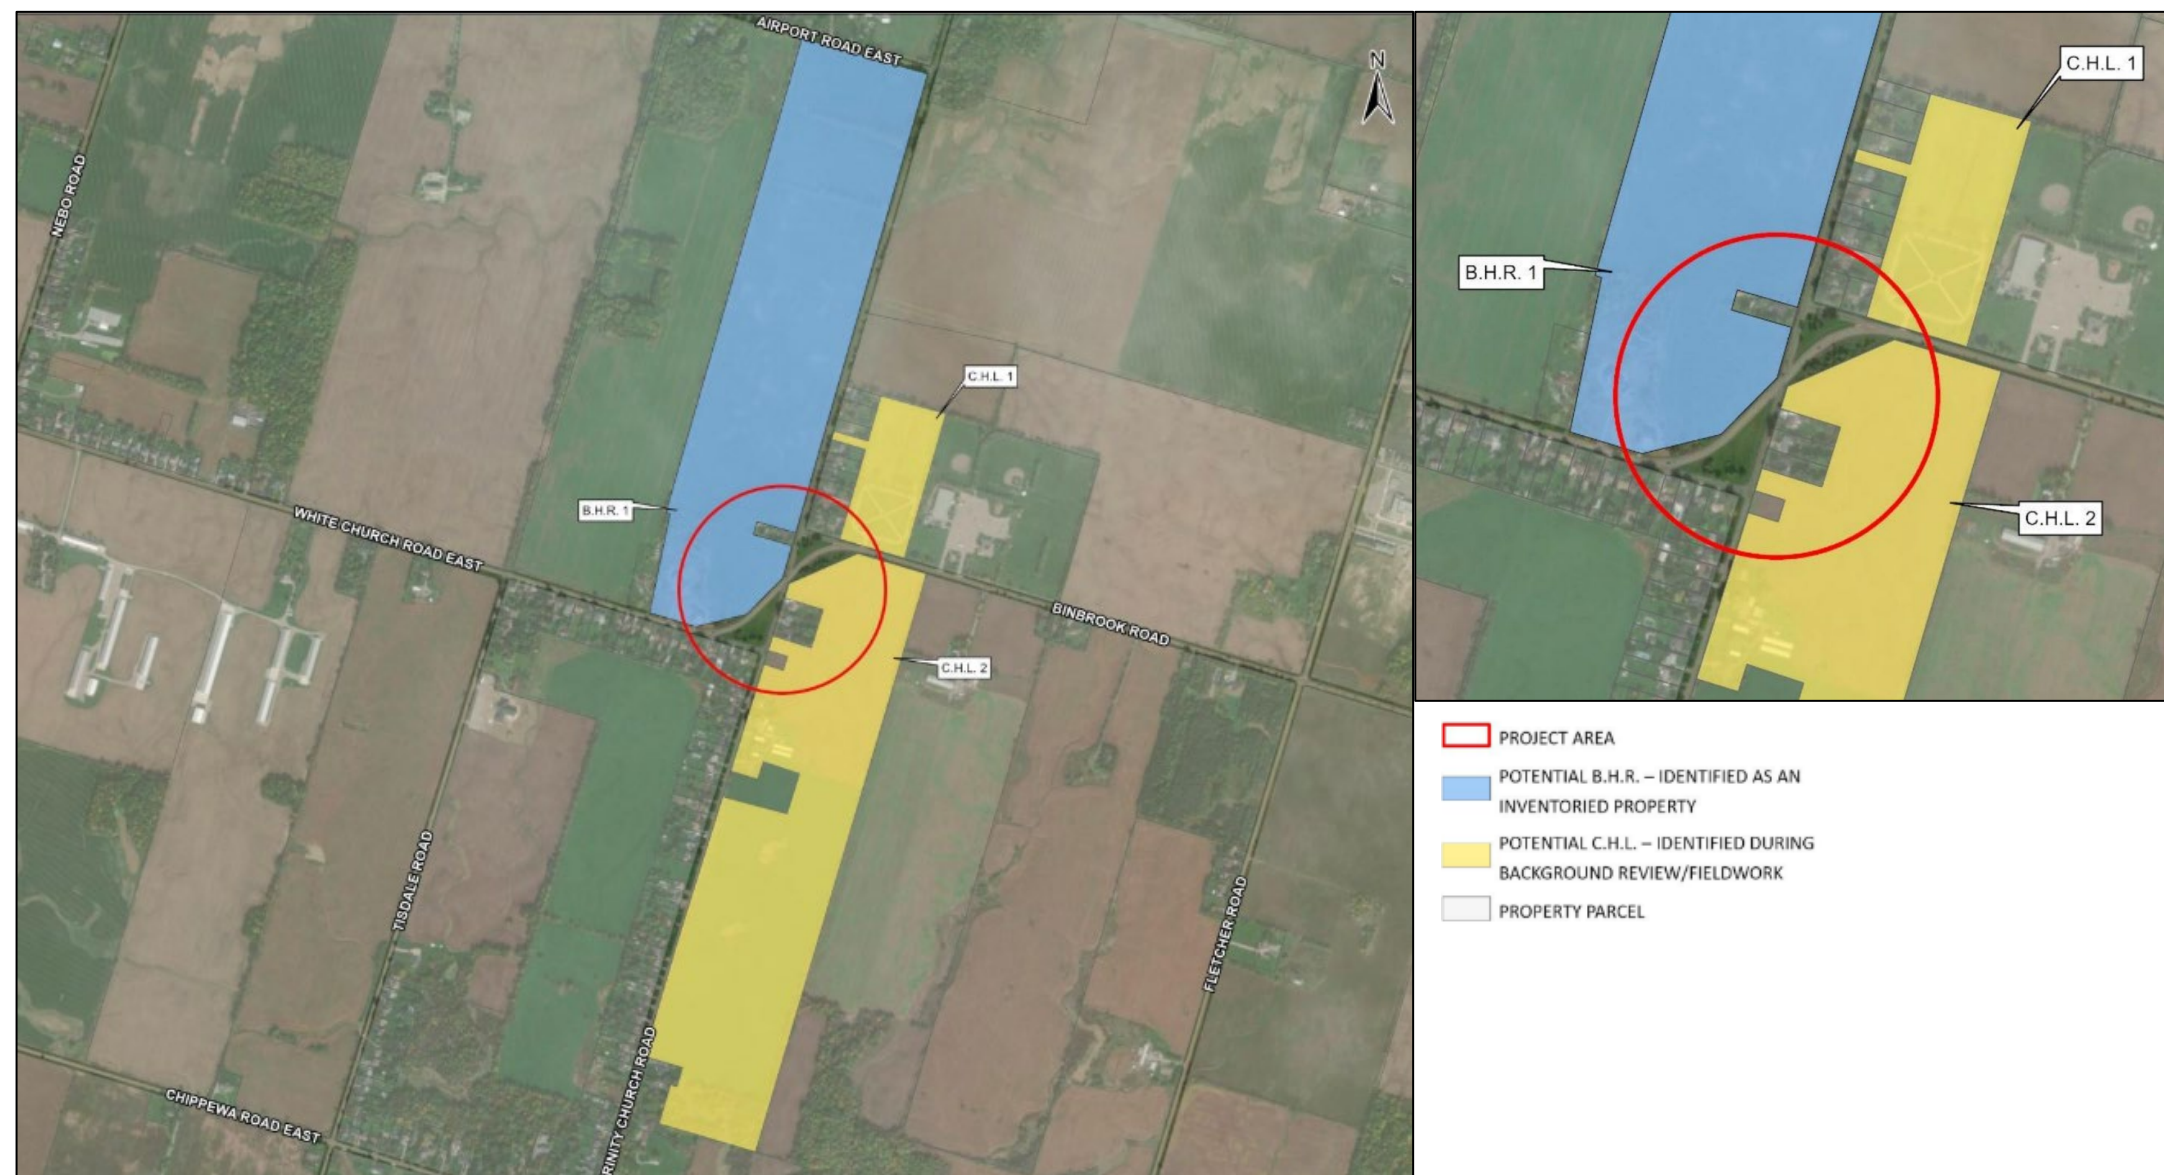 AIRPORT ROAD EAST
N
NEBO ROAD
C.H.L. 1
B.H.R. 1
WHITE CHURCH ROAD EAST
BINBROOK ROAD
C.H.L. 2
TISDALE ROAD
FLETCHER ROAD
RINITY CHURCH ROAD
CHIPPEWA ROAD EAST
C.H.L. 1
B.H.R. 1
C.H.L. 2
PROJECT AREA
POTENTIAL B.H.R. – IDENTIFIED AS AN
INVENTORIED PROPERTY
POTENTIAL C.H.L. – IDENTIFIED DURING
BACKGROUND REVIEW/FIELDWORK
PROPERTY PARCEL